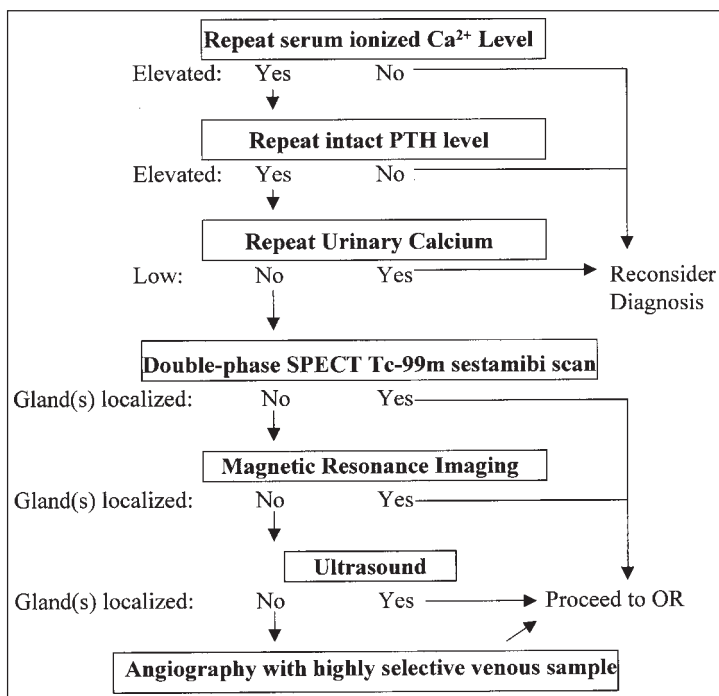 Repeat serum ionized Ca²⁺ Level
Elevated: Yes No
Repeat intact PTH level
Elevated: Yes No
Repeat Urinary Calcium
Low: No Yes Reconsider
Diagnosis
Double-phase SPECT Tc-99m sestamibi scan
Gland(s) localized: No Yes
Magnetic Resonance Imaging
Gland(s) localized: No Yes
Ultrasound
Gland(s) localized: No Yes Proceed to OR
Angiography with highly selective venous sample